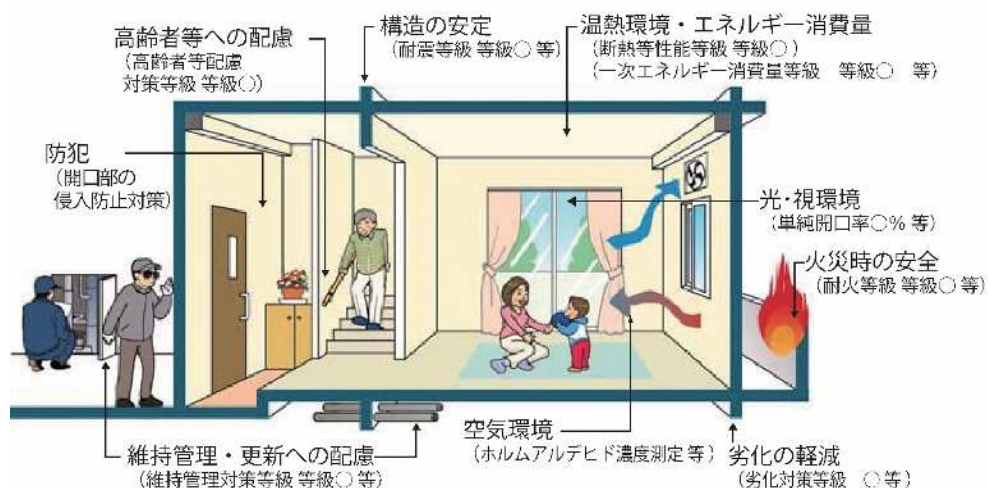 高齢者等への配慮
(高齢者等配慮
対策等級 等級○)
構造の安定
(耐震等級 等級○ 等)
温熱環境・エネルギー消費量
(断熱等性能等級 等級○)
(一次エネルギー消費量等級 等級○ 等)
防犯
(開口部の
侵入防止対策)
光・視環境
(単純開口率○% 等)
火災時の安全
(耐火等級 等級○ 等)
維持管理・更新への配慮
(維持管理対策等級 等級○ 等)
空気環境
(ホルムアルデヒド濃度測定 等)
劣化の軽減
(劣化対策等級 ○ 等)